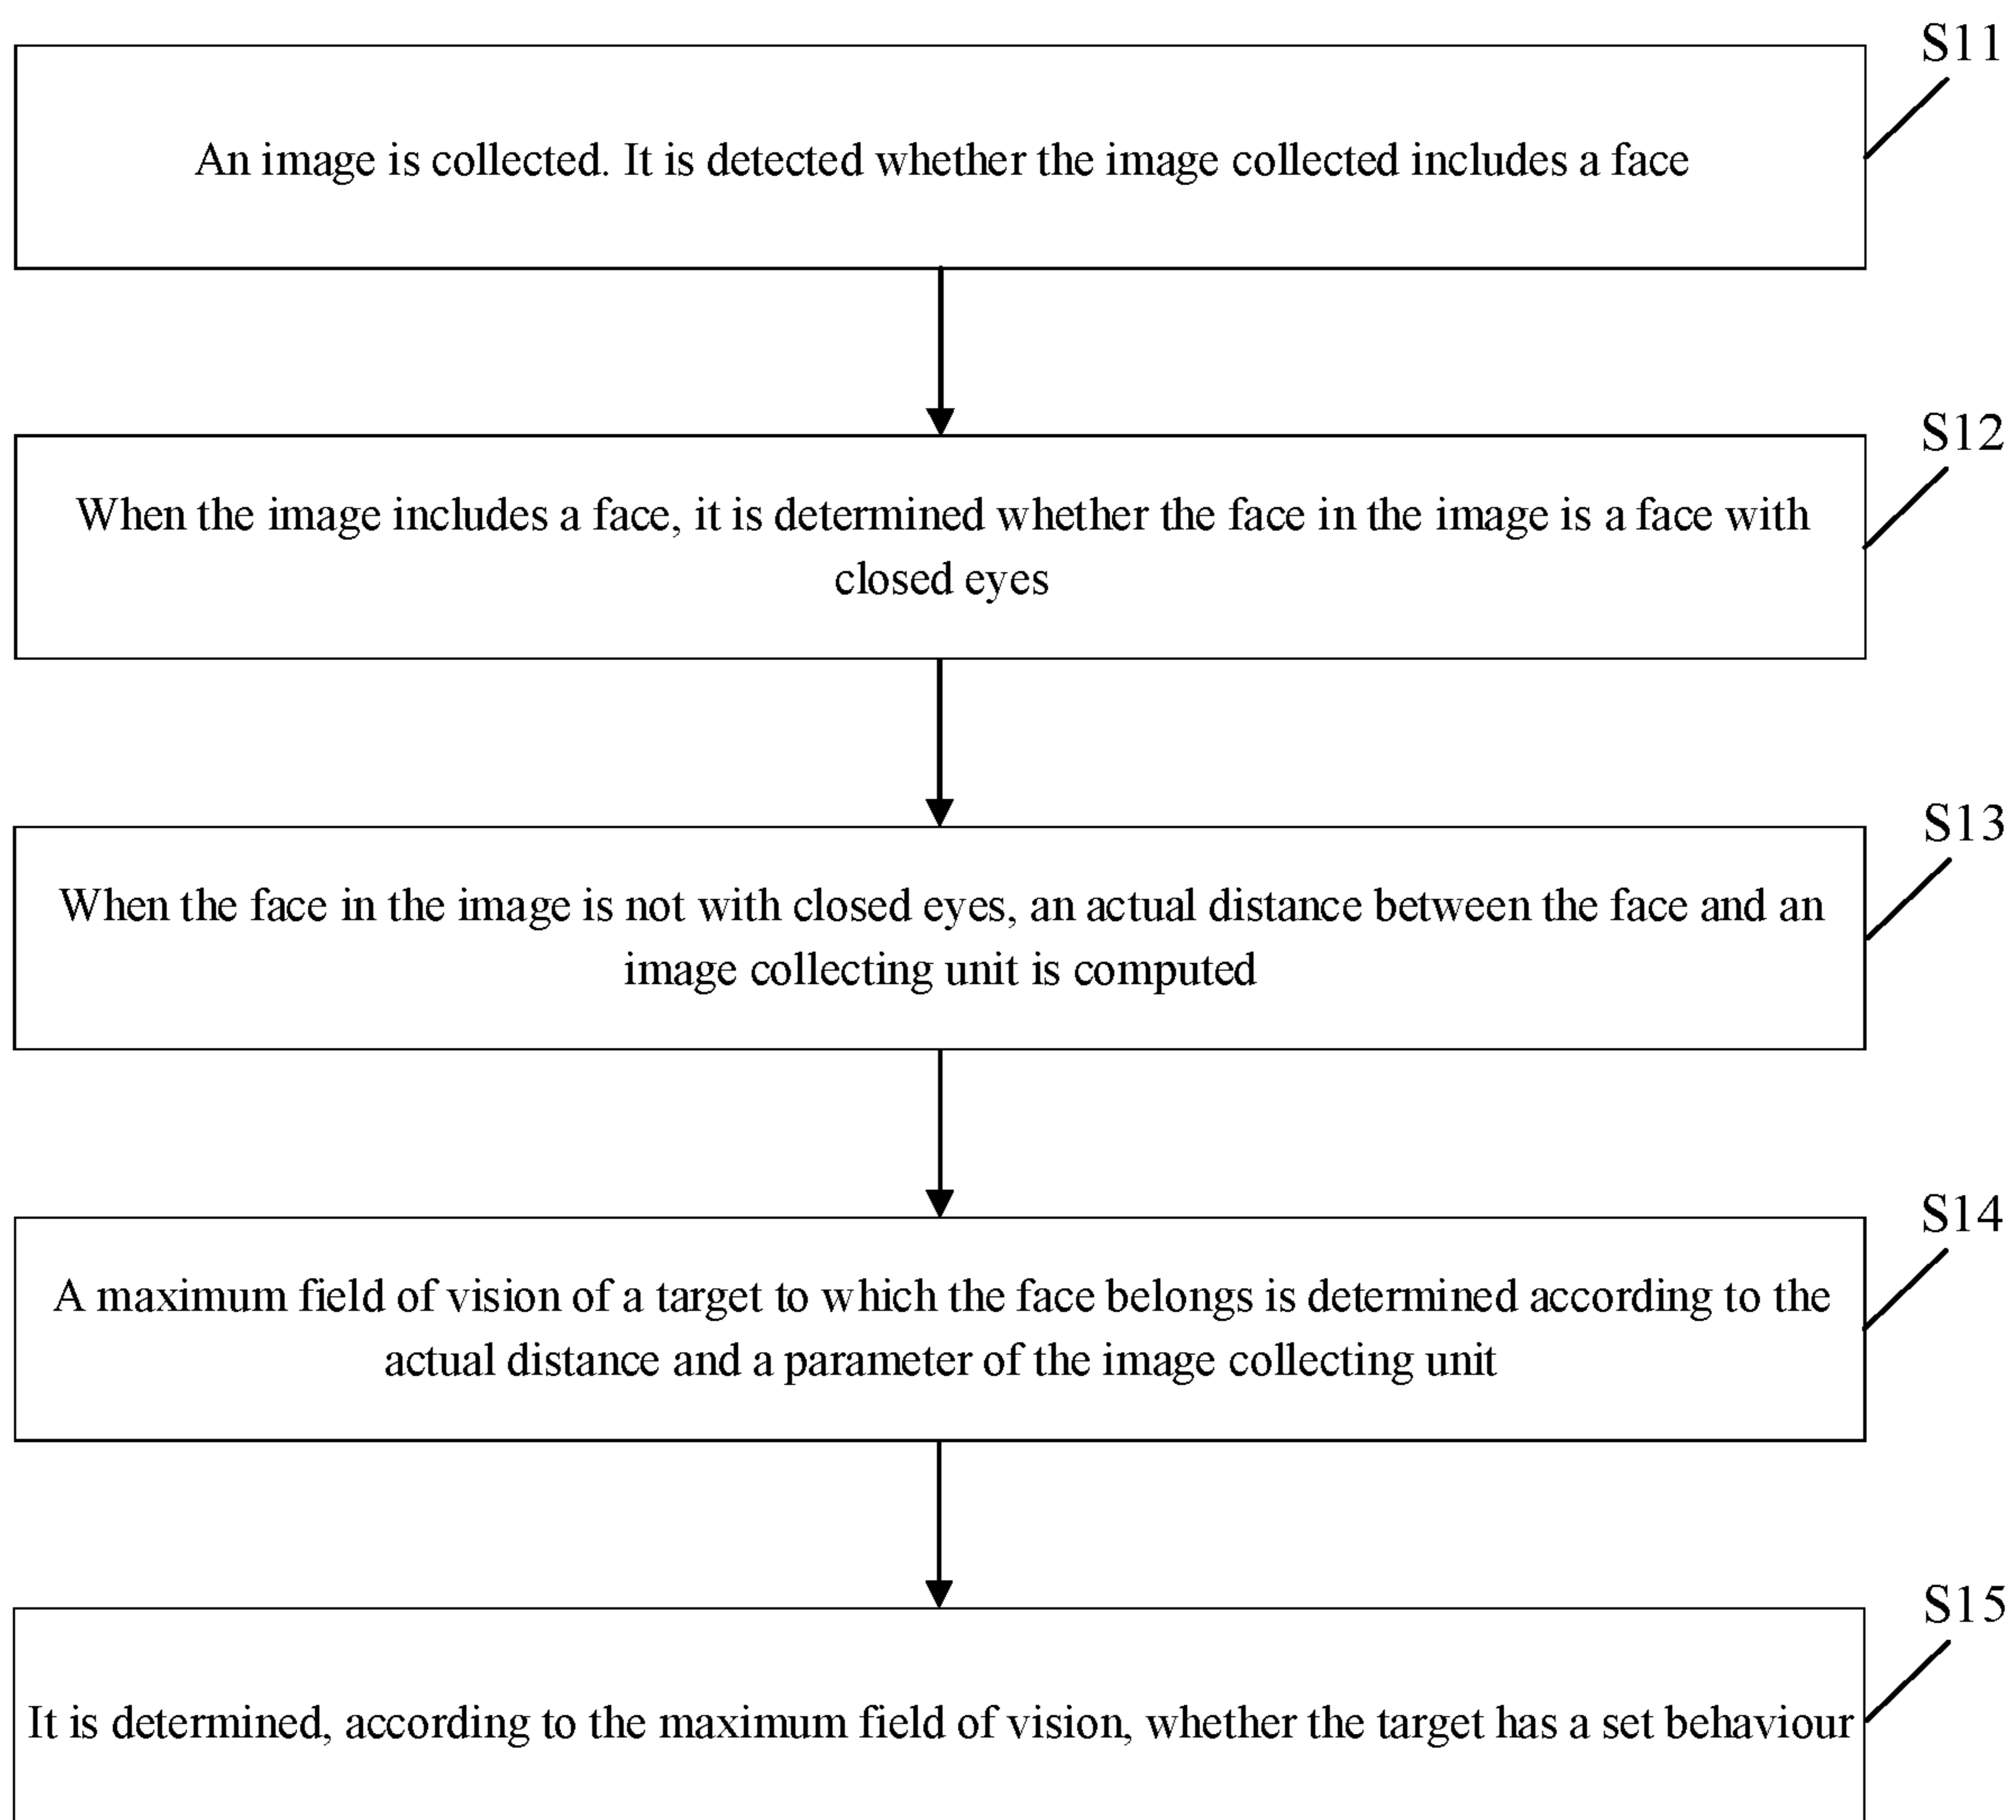 S11
An image is collected. It is detected whether the image collected includes a face
S12
When the image includes a face, it is determined whether the face in the image is a face with
closed eyes
S13
When the face in the image is not with closed eyes, an actual distance between the face and an
image collecting unit is computed
S14
A maximum field of vision of a target to which the face belongs is determined according to the
actual distance and a parameter of the image collecting unit
S15
It is determined, according to the maximum field of vision, whether the target has a set behaviour